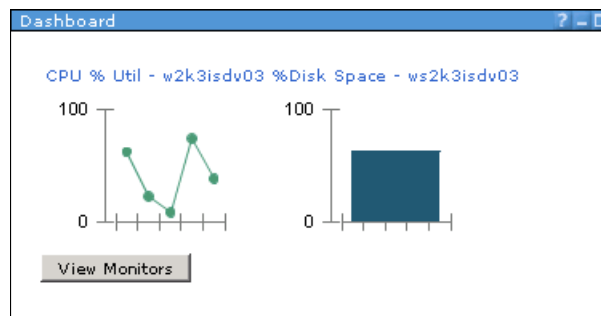 Dashboard ?
CPU % Util - w2k3isdv03 %Disk Space - ws2k3isdv03
100 100
0 0
View Monitors